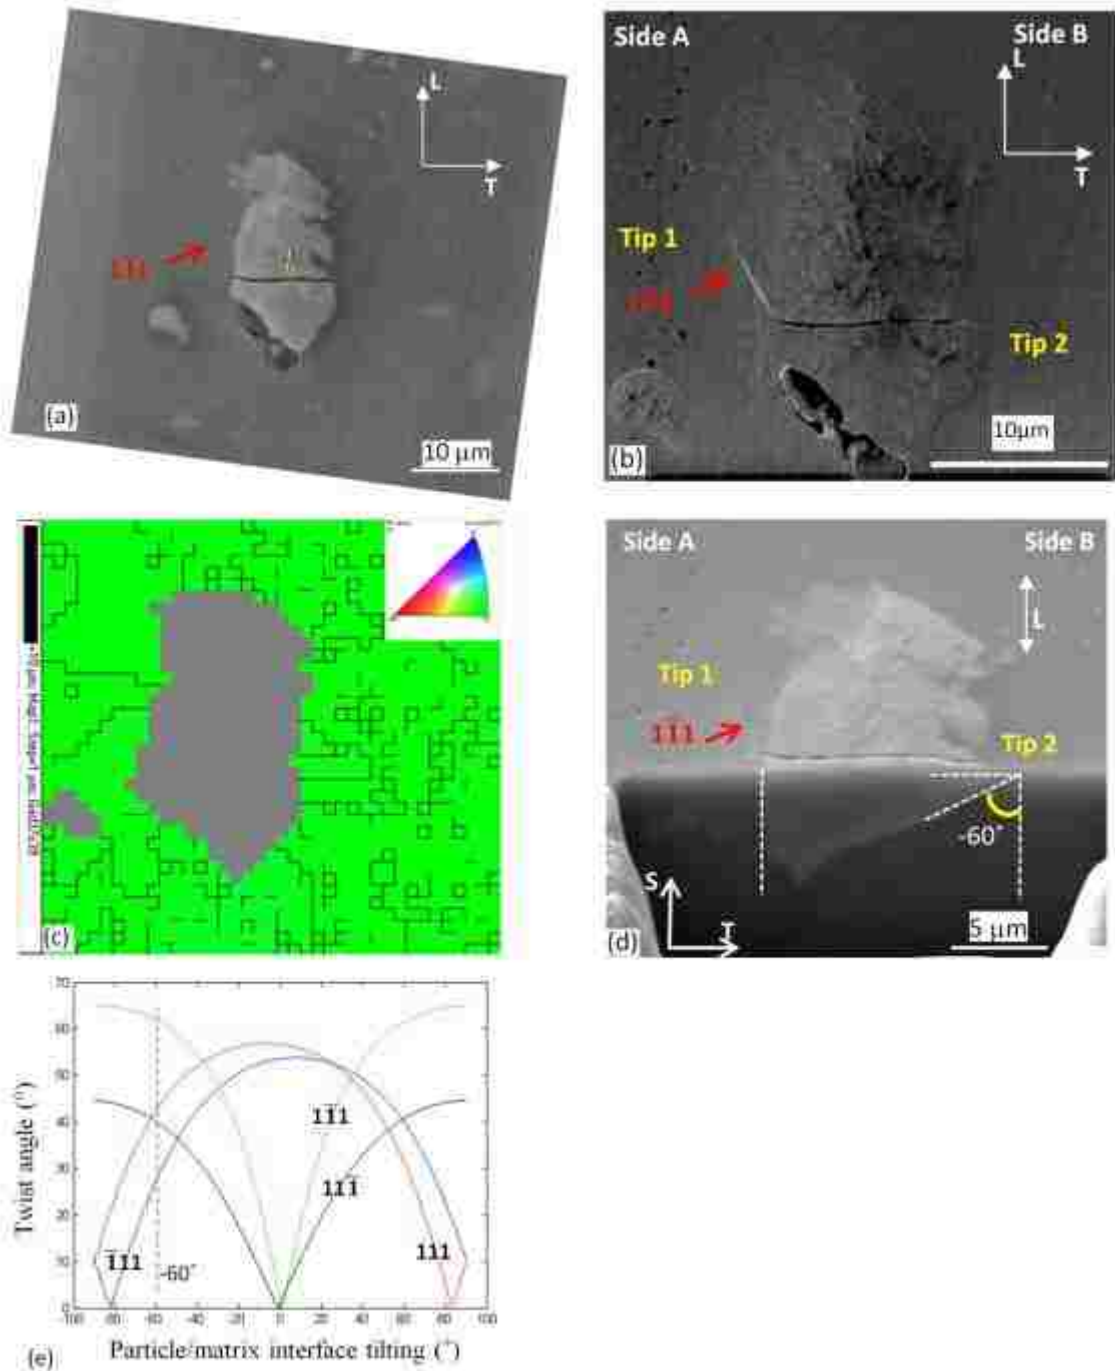 L
T
(a)
10 μm
Side A
Side B
L
T
Tip 1
Tip 2
(b)
10μm
(c)
Side A
Side B
L
Tip 1
11̄1
Tip 2
-60°
S
T
(d)
5 μm
Twist angle (°)
70
60
50
40
30
20
10
0
1̄11
-60°
11̄1
111̄
111
-100 -80 -60 -40 -20 0 20 40 60 80 100
(e)
Particle/matrix interface tilting (°)